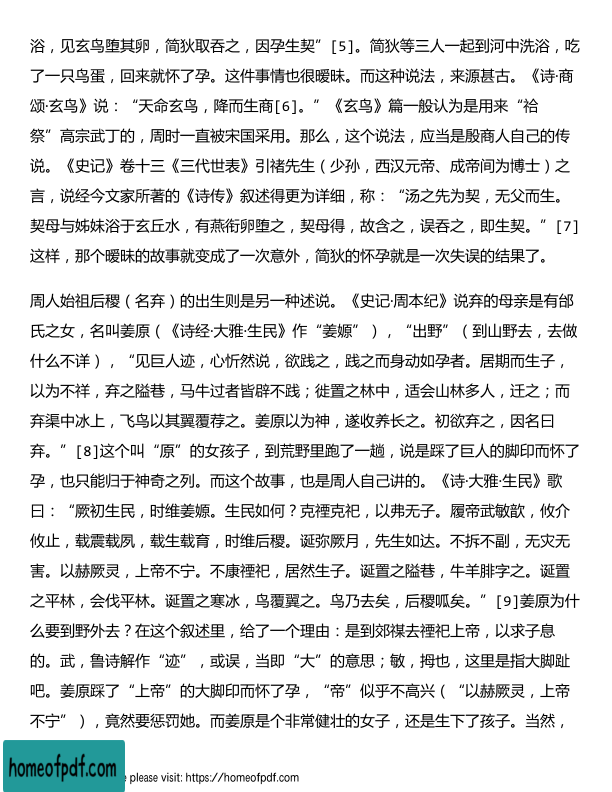 浴，见玄鸟堕其卵，简狄取吞之，因孕生契”[5]。简狄等三人一起到河中洗浴，吃
了一只鸟蛋，回来就怀了孕。这件事情也很暧昧。而这种说法，来源甚古。《诗·商
颂·玄鸟》说：“天命玄鸟，降而生商[6]。”《玄鸟》篇一般认为是用来“祫
祭”高宗武丁的，周时一直被宋国采用。那么，这个说法，应当是殷商人自己的传
说。《史记》卷十三《三代世表》引褚先生（少孙，西汉元帝、成帝间为博士）之
言，说经今文家所著的《诗传》叙述得更为详细，称：“汤之先为契，无父而生。
契母与姊妹浴于玄丘水，有燕衔卵堕之，契母得，故含之，误吞之，即生契。”[7]
这样，那个暧昧的故事就变成了一次意外，简狄的怀孕就是一次失误的结果了。
周人始祖后稷（名弃）的出生则是另一种述说。《史记·周本纪》说弃的母亲是有邰
氏之女，名叫姜原（《诗经·大雅·生民》作“姜嫄”），“出野”（到山野去，去做
什么不详），“见巨人迹，心忻然说，欲践之，践之而身动如孕者。居期而生子，
以为不祥，弃之隘巷，马牛过者皆辟不践；徙置之林中，适会山林多人，迁之；而
弃渠中冰上，飞鸟以其翼覆荐之。姜原以为神，遂收养长之。初欲弃之，因名曰
弃。”[8]这个叫“原”的女孩子，到荒野里跑了一趟，说是踩了巨人的脚印而怀了
孕，也只能归于神奇之列。而这个故事，也是周人自己讲的。《诗·大雅·生民》歌
曰：“厥初生民，时维姜嫄。生民如何？克禋克祀，以弗无子。履帝武敏歆，攸介
攸止，载震载夙，载生载育，时维后稷。诞弥厥月，先生如达。不拆不副，无灾无
害。以赫厥灵，上帝不宁。不康禋祀，居然生子。诞置之隘巷，牛羊腓字之。诞置
之平林，会伐平林。诞置之寒冰，鸟覆翼之。鸟乃去矣，后稷呱矣。”[9]姜原为什
么要到野外去？在这个叙述里，给了一个理由：是到郊禖去禋祀上帝，以求子息
的。武，鲁诗解作“迹”，或误，当即“大”的意思；敏，拇也，这里是指大脚趾
吧。姜原踩了“上帝”的大脚印而怀了孕，“帝”似乎不高兴（“以赫厥灵，上帝
不宁”），竟然要惩罚她。而姜原是个非常健壮的女子，还是生下了孩子。当然，
homeofpdf.com
please visit: https://homeofpdf.com